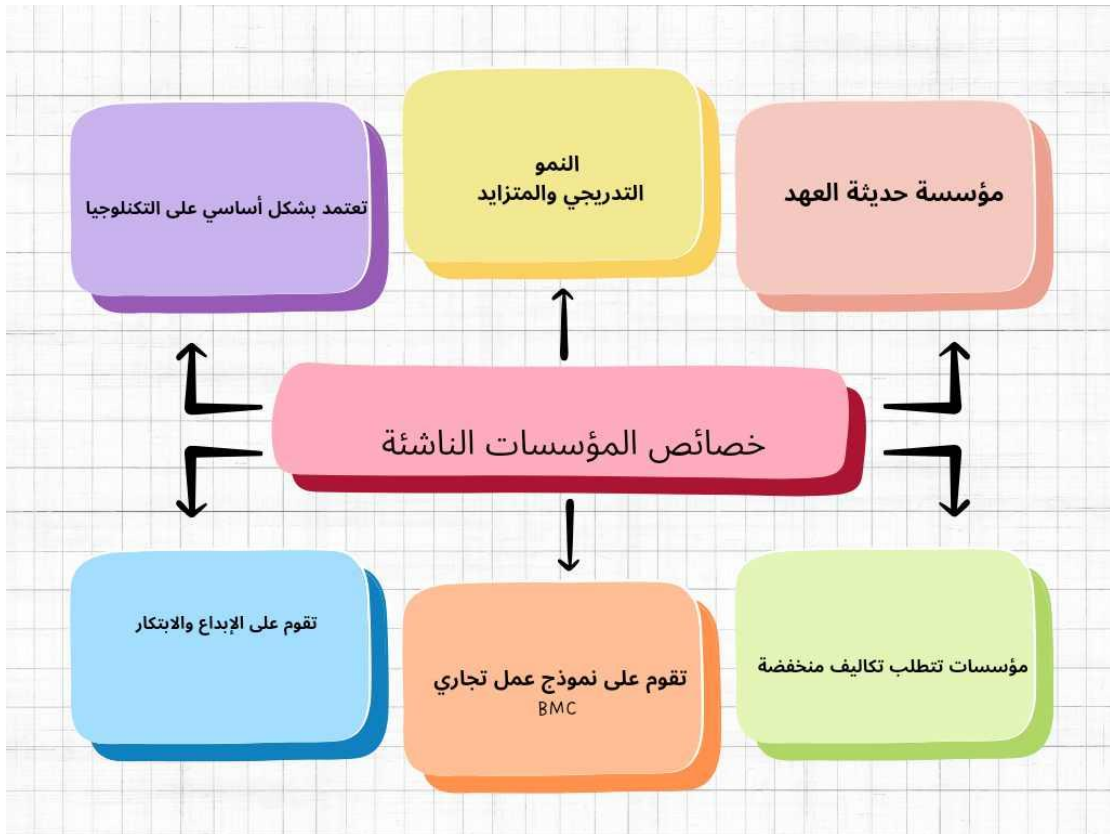 مؤسسة حديثة العهد
النمو
التدريجي والمتزايد
تعتمد بشكل أساسي على التكنلوجيا
خصائص المؤسسات الناشئة
مؤسسات تتطلب تكاليف منخفضة
تقوم على نموذج عمل تجاري
BMC
تقوم على الإبداع والابتكار